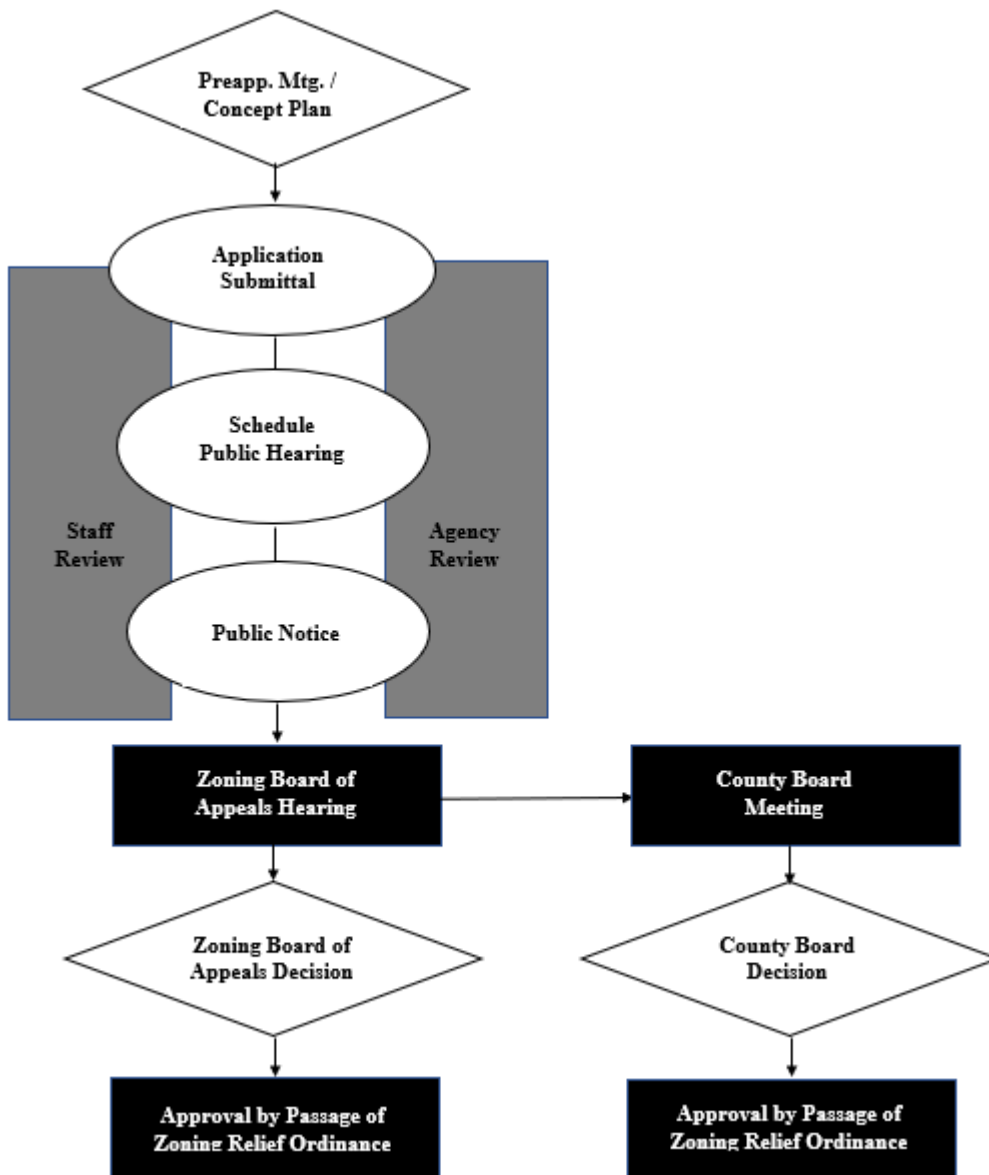 Preapp. Mtg. /
Concept Plan
Application
Submittal
Schedule
Public Hearing
Staff
Review
Agency
Review
Public Notice
Zoning Board of
Appeals Hearing
County Board
Meeting
Zoning Board of
Appeals Decision
County Board
Decision
Approval by Passage of
Zoning Relief Ordinance
Approval by Passage of
Zoning Relief Ordinance